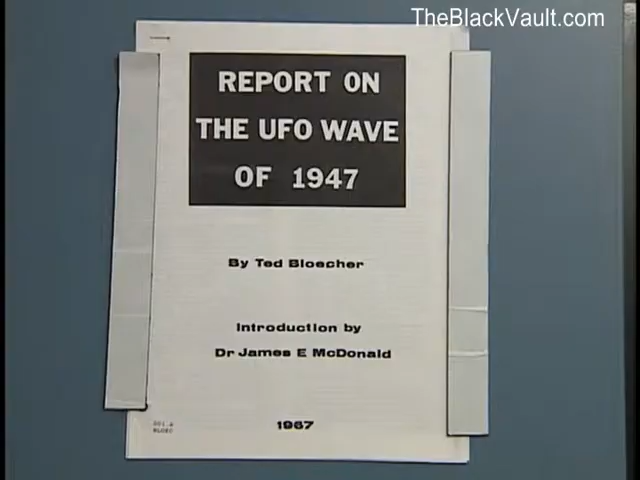 TheBlackVault.com
REPORT ON
THE UFO WAVE
OF 1947
By Ted Bloecher
Introduction by
Dr James E McDonald
1967